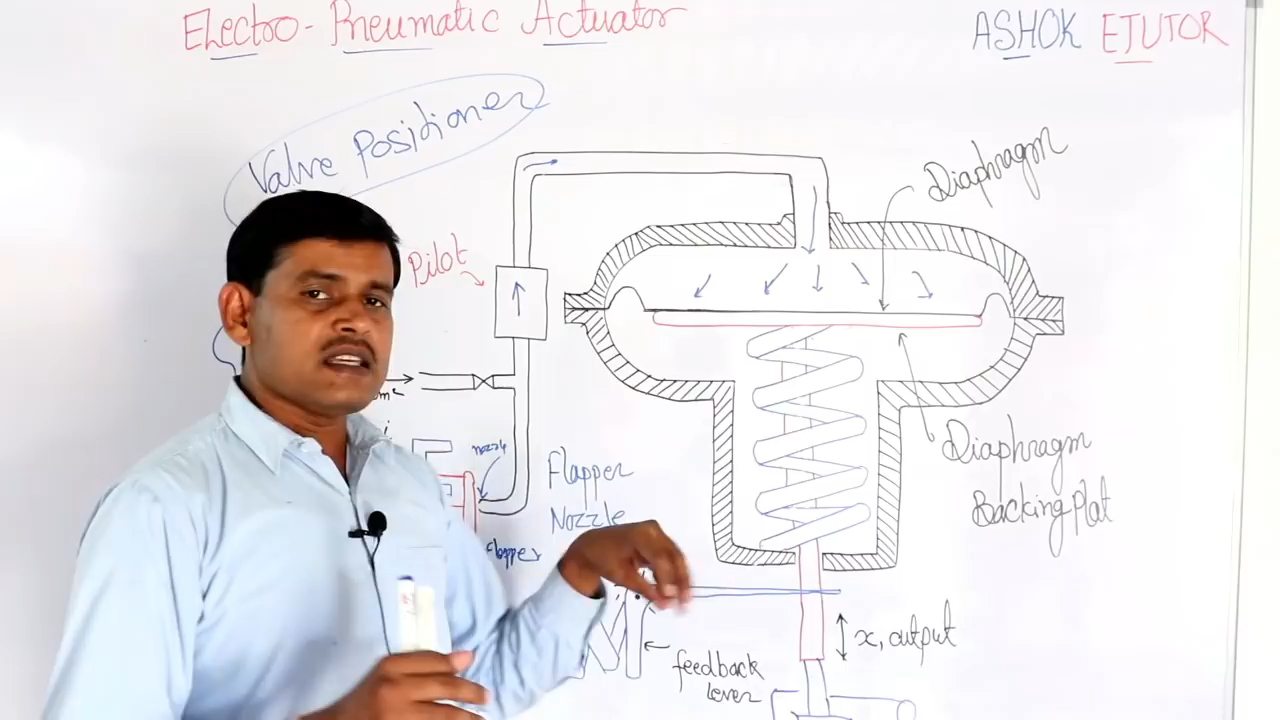 Electro-Pneumatic Actuator
ASHOK EJUTOR
Valve Positioner
Diaphragm
Pilot
nozzle
Flapper
Nozzle
Flapper
Diaphragm
Backing Plat
x, output
feedback
Lever